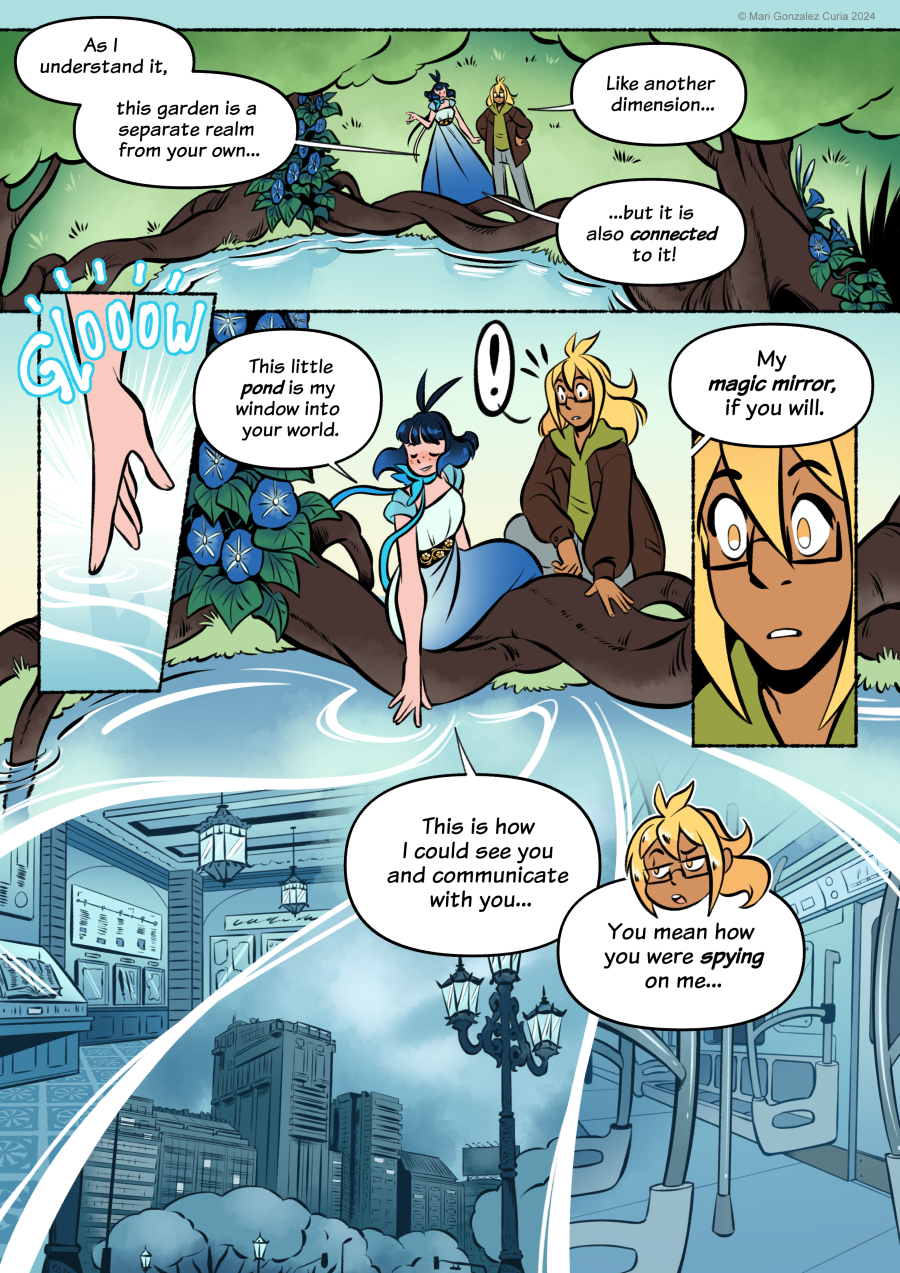 © Mari Gonzalez Curia 2024
As I
understand it,
this garden is a
separate realm
from your own...
Like another
dimension...
...but it is
also connected
to it!
GLOOOW
This little
pond is my
window into
your world.
!
My
magic mirror,
if you will.
This is how
I could see you
and communicate
with you...
You mean how
you were spying
on me...